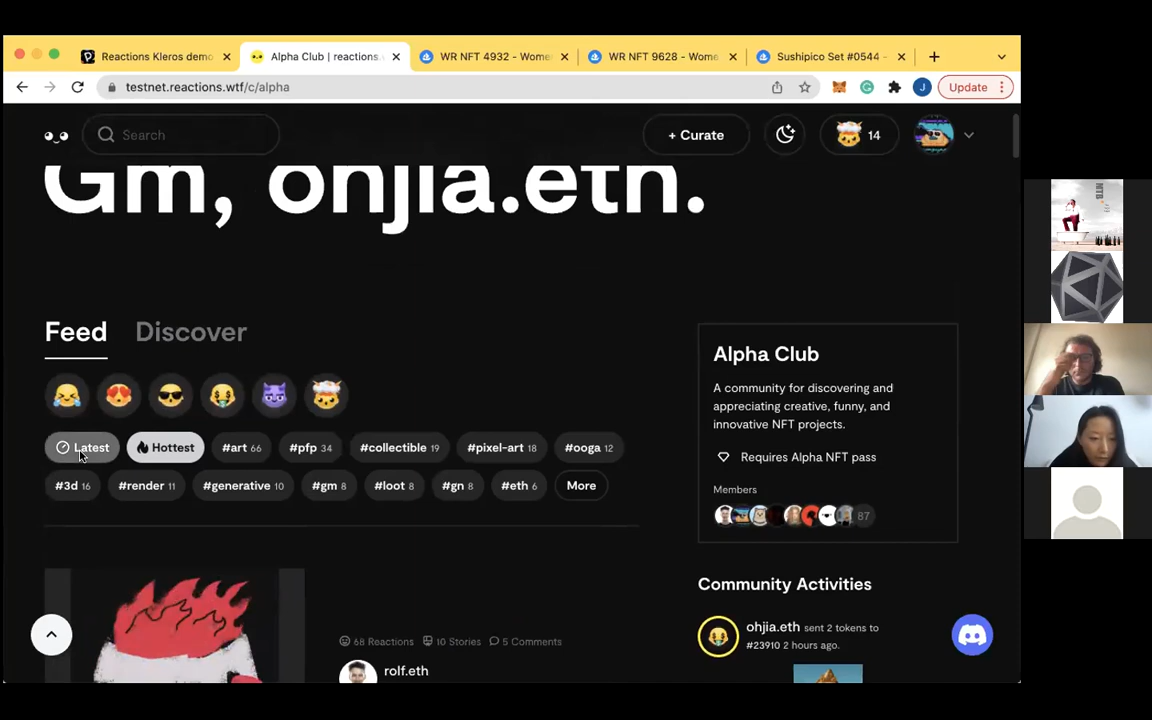 Reactions Kleros demo
Alpha Club | reactions.
WR NFT 4932 - Wome
WR NFT 9628 - Wome
Sushipico Set #0544 -
testnet.reactions.wtf/c/alpha
J
Update
Search
+ Curate
14
Gm, ohjia.eth.
Feed
Discover
Latest
Hottest
#art 66
#pfp 34
#collectible 19
#pixel-art 18
#ooga 12
#3d 16
#render 11
#generative 10
#gm 8
#loot 8
#gn 8
#eth 6
More
Alpha Club
A community for discovering and
appreciating creative, funny, and
innovative NFT projects.
Requires Alpha NFT pass
Members
87
Community Activities
ohjia.eth sent 2 tokens to
#23910 2 hours ago.
68 Reactions
10 Stories
5 Comments
rolf.eth